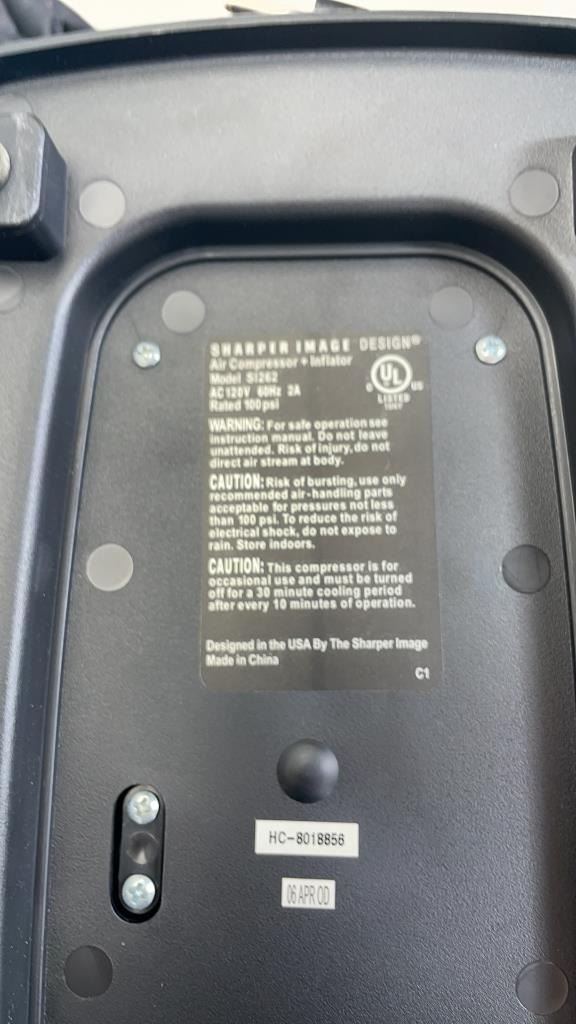 SHARPER IMAGE DESIGN®
Air Compressor + Inflator
Model SI262
AC 120V 60Hz 2A
Rated 100 psi
C UL US
LISTED
WARNING: For safe operation see
instruction manual. Do not leave
unattended. Risk of injury, do not
direct air stream at body.
CAUTION: Risk of bursting, use only
recommended air-handling parts
acceptable for pressures not less
than 100 psi. To reduce the risk of
electrical shock, do not expose to
rain. Store indoors.
CAUTION: This compressor is for
occasional use and must be turned
off for a 30 minute cooling period
after every 10 minutes of operation.
Designed in the USA By The Sharper Image
Made in China
C1
HC-8018856
06 APR OD